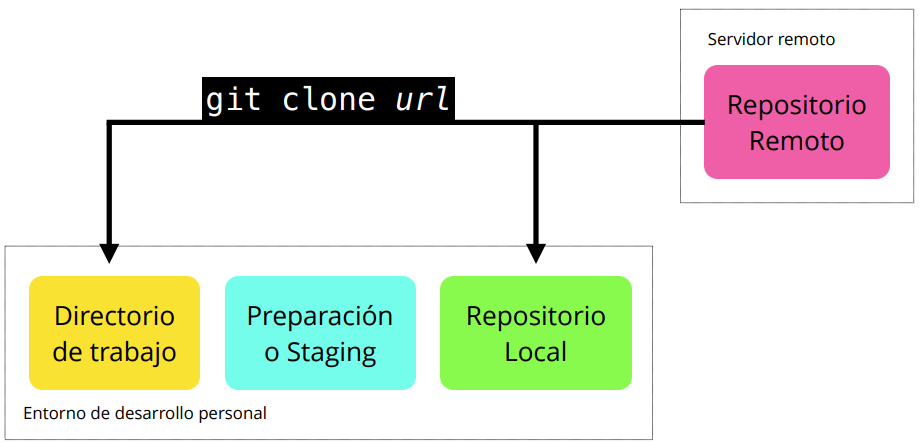 Servidor remoto
git clone url
Repositorio
Remoto
Directorio
de trabajo
Preparación
o Staging
Repositorio
Local
Entorno de desarrollo personal